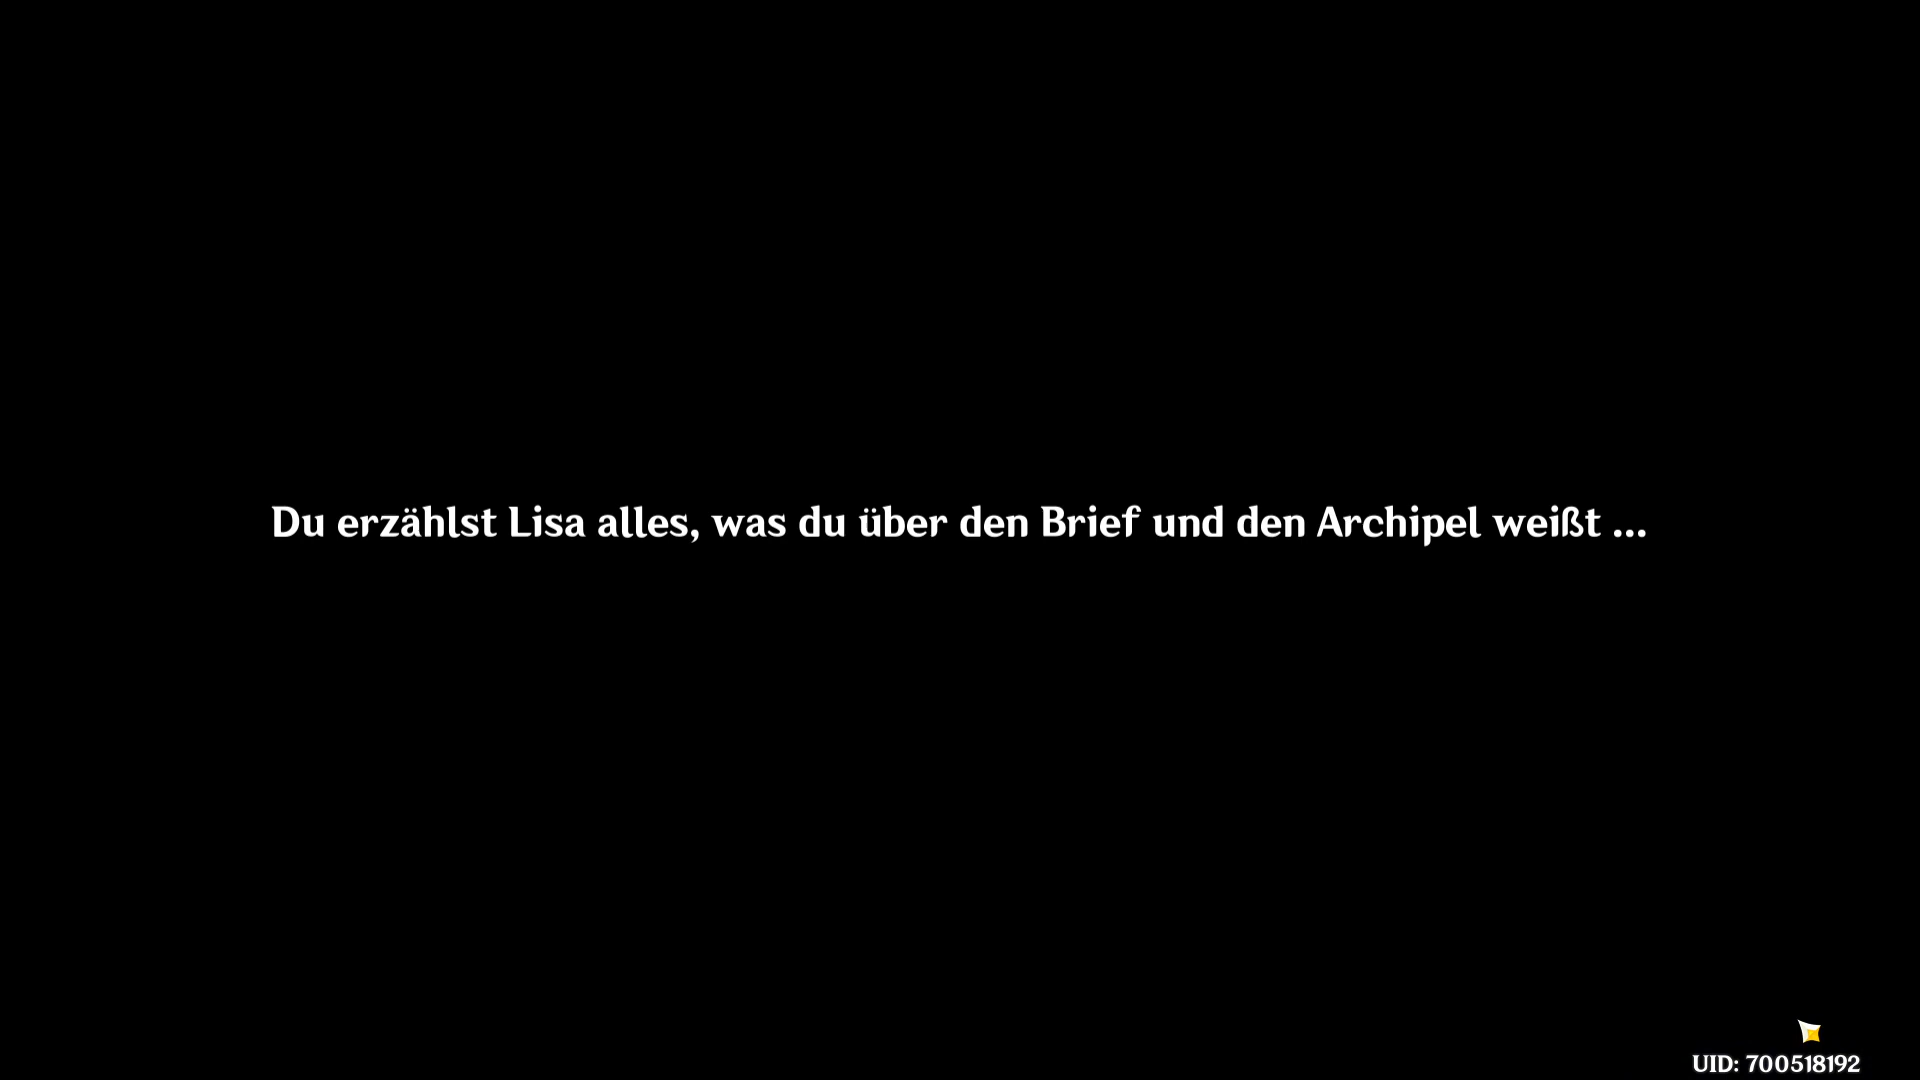 Du erzählst Lisa alles, was du über den Brief und den Archipel weißt ...
UID: 700518192